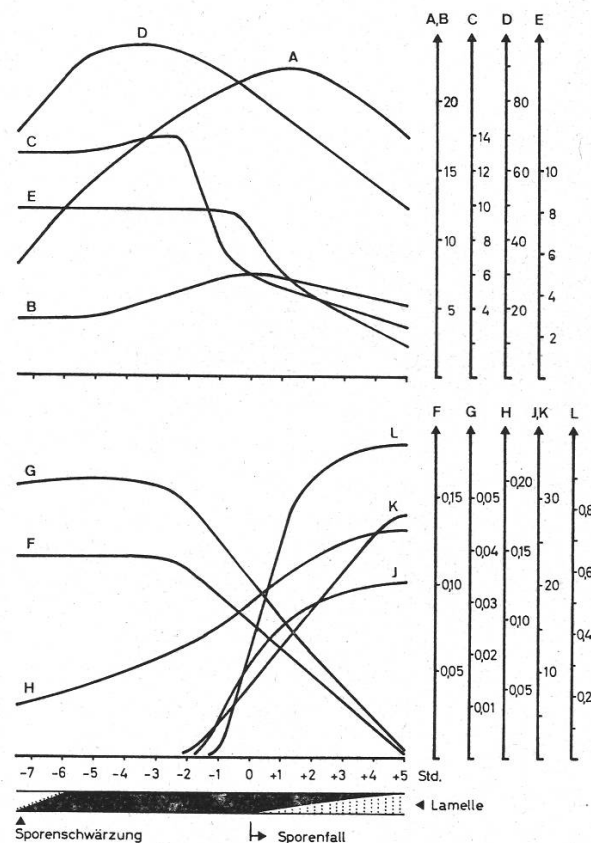 A,B C D E
D
A
C
E
B
20 80
14
15 12 60 10
10 8
10 8 40 6
6
5 4 20 4
2
F G H J,K L
L
G
K
F
J
H
0,15 0,05 0,20 30 0,8
0,04 0,15 0,6
0,10 0,03 20
0,10 0,4
0,05 0,02 10
0,01 0,05 0,2
-7 -6 -5 -4 -3 -2 -1 0 +1 +2 +3 +4 +5 Std.
Lamelle
Sporenschwärzung Sporenfall